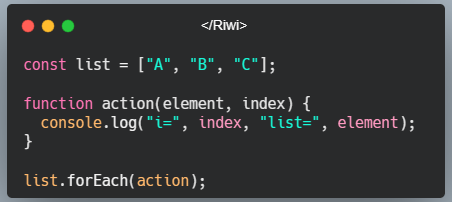 </Riwi>
const list = ["A", "B", "C"];
function action(element, index) {
  console.log("i=", index, "list=", element);
}
list.forEach(action);